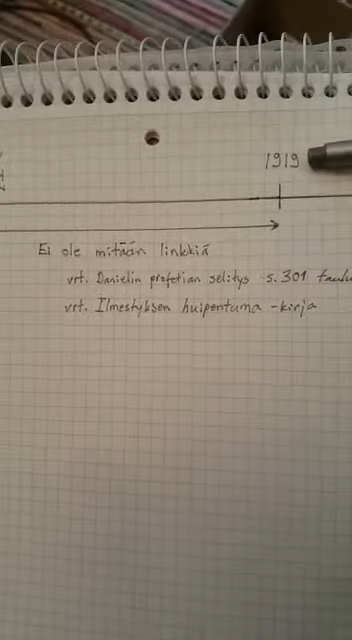 1919
Ei ole mitään linkkiä
vrt. Danielin profetian selitys s.301
vrt. Ilmestyksen huipentuma -kirja